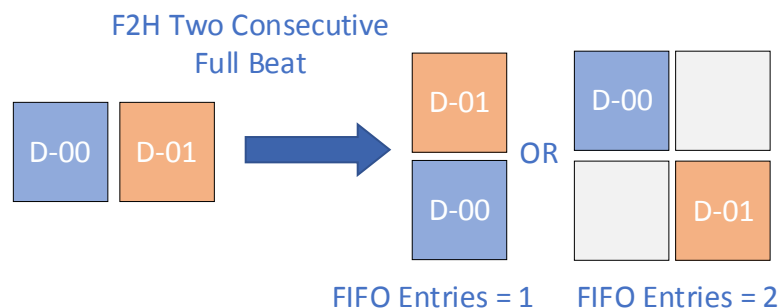 F2H Two Consecutive
Full Beat
D-00 D-01
D-01
D-00
OR
D-00
D-01
FIFO Entries = 1
FIFO Entries = 2